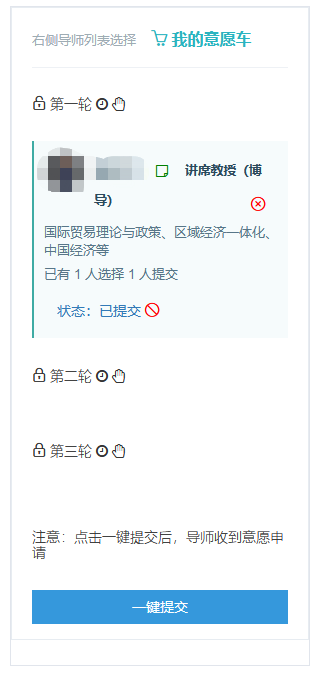 右侧导师列表选择 我的意愿车
第一轮
讲席教授（博
导）
国际贸易理论与政策、区域经济一体化、
中国经济等
已有 1 人选择 1 人提交
状态：已提交
第二轮
第三轮
注意：点击一键提交后，导师收到意愿申
请
一键提交